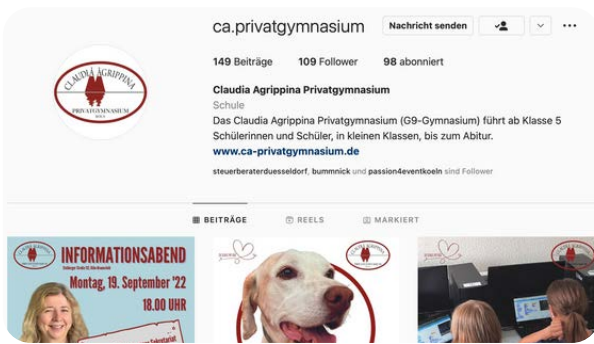 ca.privatgymnasium
Nachricht senden
149 Beiträge 109 Follower 98 abonniert
Claudia Agrippina Privatgymnasium
Schule
Das Claudia Agrippina Privatgymnasium (G9-Gymnasium) führt ab Klasse 5
Schülerinnen und Schüler, in kleinen Klassen, bis zum Abitur.
www.ca-privatgymnasium.de
steuerberaterduesseldorf, bummnick und passion4eventkoeln sind Follower
CLAUDIA AGRIPPINA
PRIVATGYMNASIUM
KÖLN
BEITRÄGE REELS MARKIERT
INFORMATIONSABEND
Montag, 19. September '22
18.00 UHR
Sekretariat